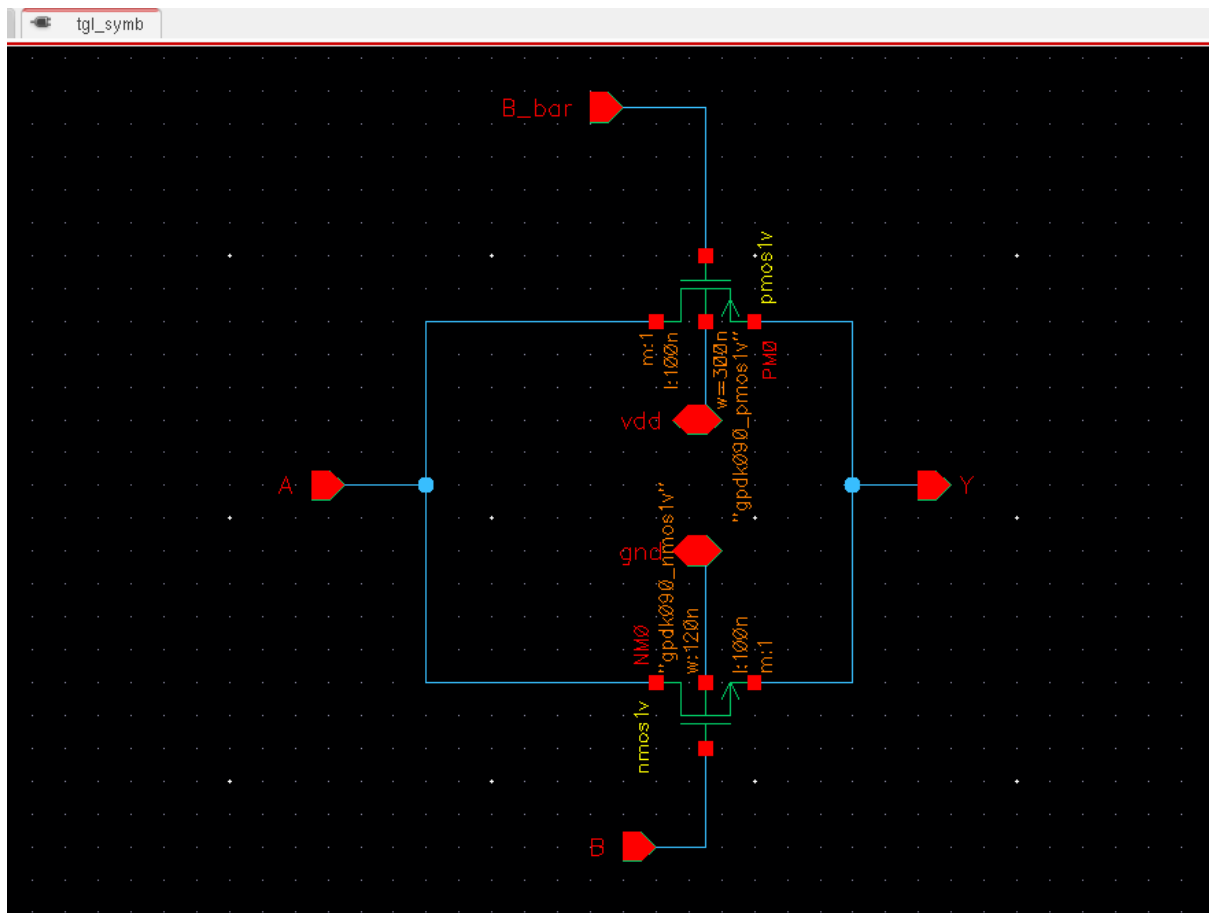 tgl_symb
B_bar
pmos1v
m:1
l:100n
w=300n
"gpdk090_pmos1v"
PM0
vdd
A
Y
gnd
NM0
"gpdk090_nmos1v"
w:120n
l:100n
m:1
nmos1v
B